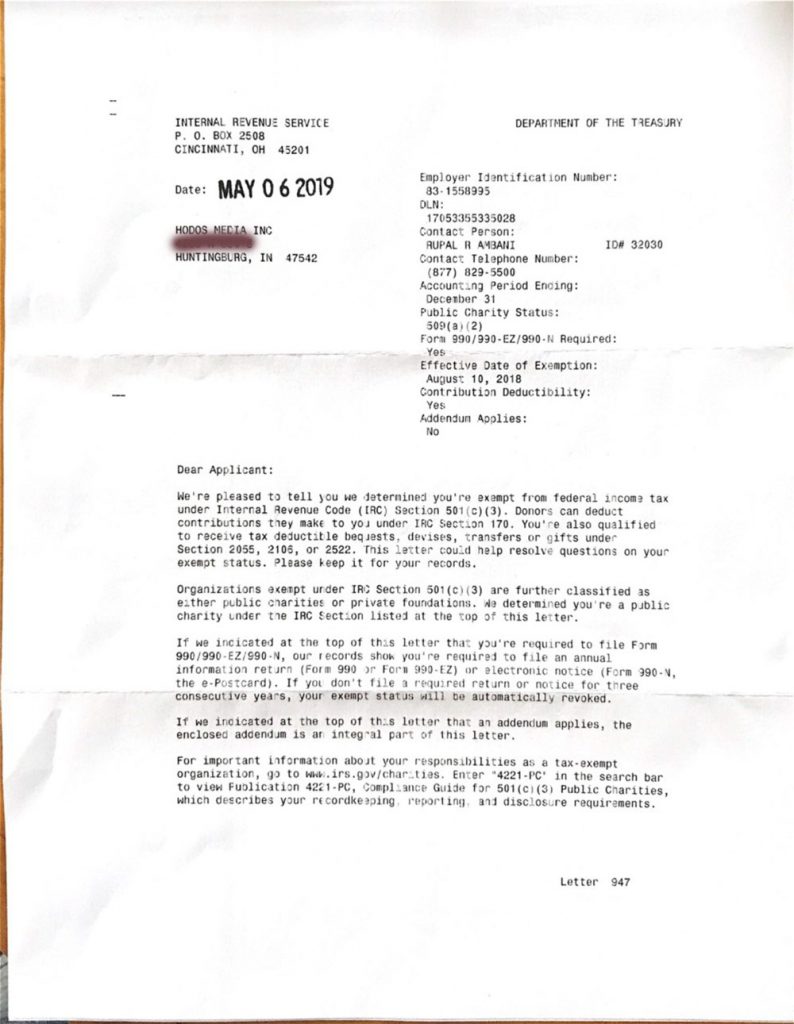 INTERNAL REVENUE SERVICE
P. O. BOX 2508
CINCINNATI, OH 45201
DEPARTMENT OF THE TREASURY
Date: MAY 06 2019
HODOS MEDIA INC
HUNTINGBURG, IN 47542
Employer Identification Number:
83-1558995
DLN:
17053355335028
Contact Person:
RUPAL R AMBANI ID# 32030
Contact Telephone Number:
(877) 829-5500
Accounting Period Ending:
December 31
Public Charity Status:
509(a)(2)
Form 990/990-EZ/990-N Required:
Yes
Effective Date of Exemption:
August 10, 2018
Contribution Deductibility:
Yes
Addendum Applies:
No
Dear Applicant:
We're pleased to tell you we determined you're exempt from federal income tax
under Internal Revenue Code (IRC) Section 501(c)(3). Donors can deduct
contributions they make to you under IRC Section 170. You're also qualified
to receive tax deductible bequests, devises, transfers or gifts under
Section 2055, 2106, or 2522. This letter could help resolve questions on your
exempt status. Please keep it for your records.
Organizations exempt under IRC Section 501(c)(3) are further classified as
either public charities or private foundations. We determined you're a public
charity under the IRC Section listed at the top of this letter.
If we indicated at the top of this letter that you're required to file Form
990/990-EZ/990-N, our records show you're required to file an annual
information return (Form 990 or Form 990-EZ) or electronic notice (Form 990-N,
the e-Postcard). If you don't file a required return or notice for three
consecutive years, your exempt status will be automatically revoked.
If we indicated at the top of this letter that an addendum applies, the
enclosed addendum is an integral part of this letter.
For important information about your responsibilities as a tax-exempt
organization, go to www.irs.gov/charities. Enter "4221-PC" in the search bar
to view Publication 4221-PC, Compliance Guide for 501(c)(3) Public Charities,
which describes your recordkeeping, reporting, and disclosure requirements.
Letter 947